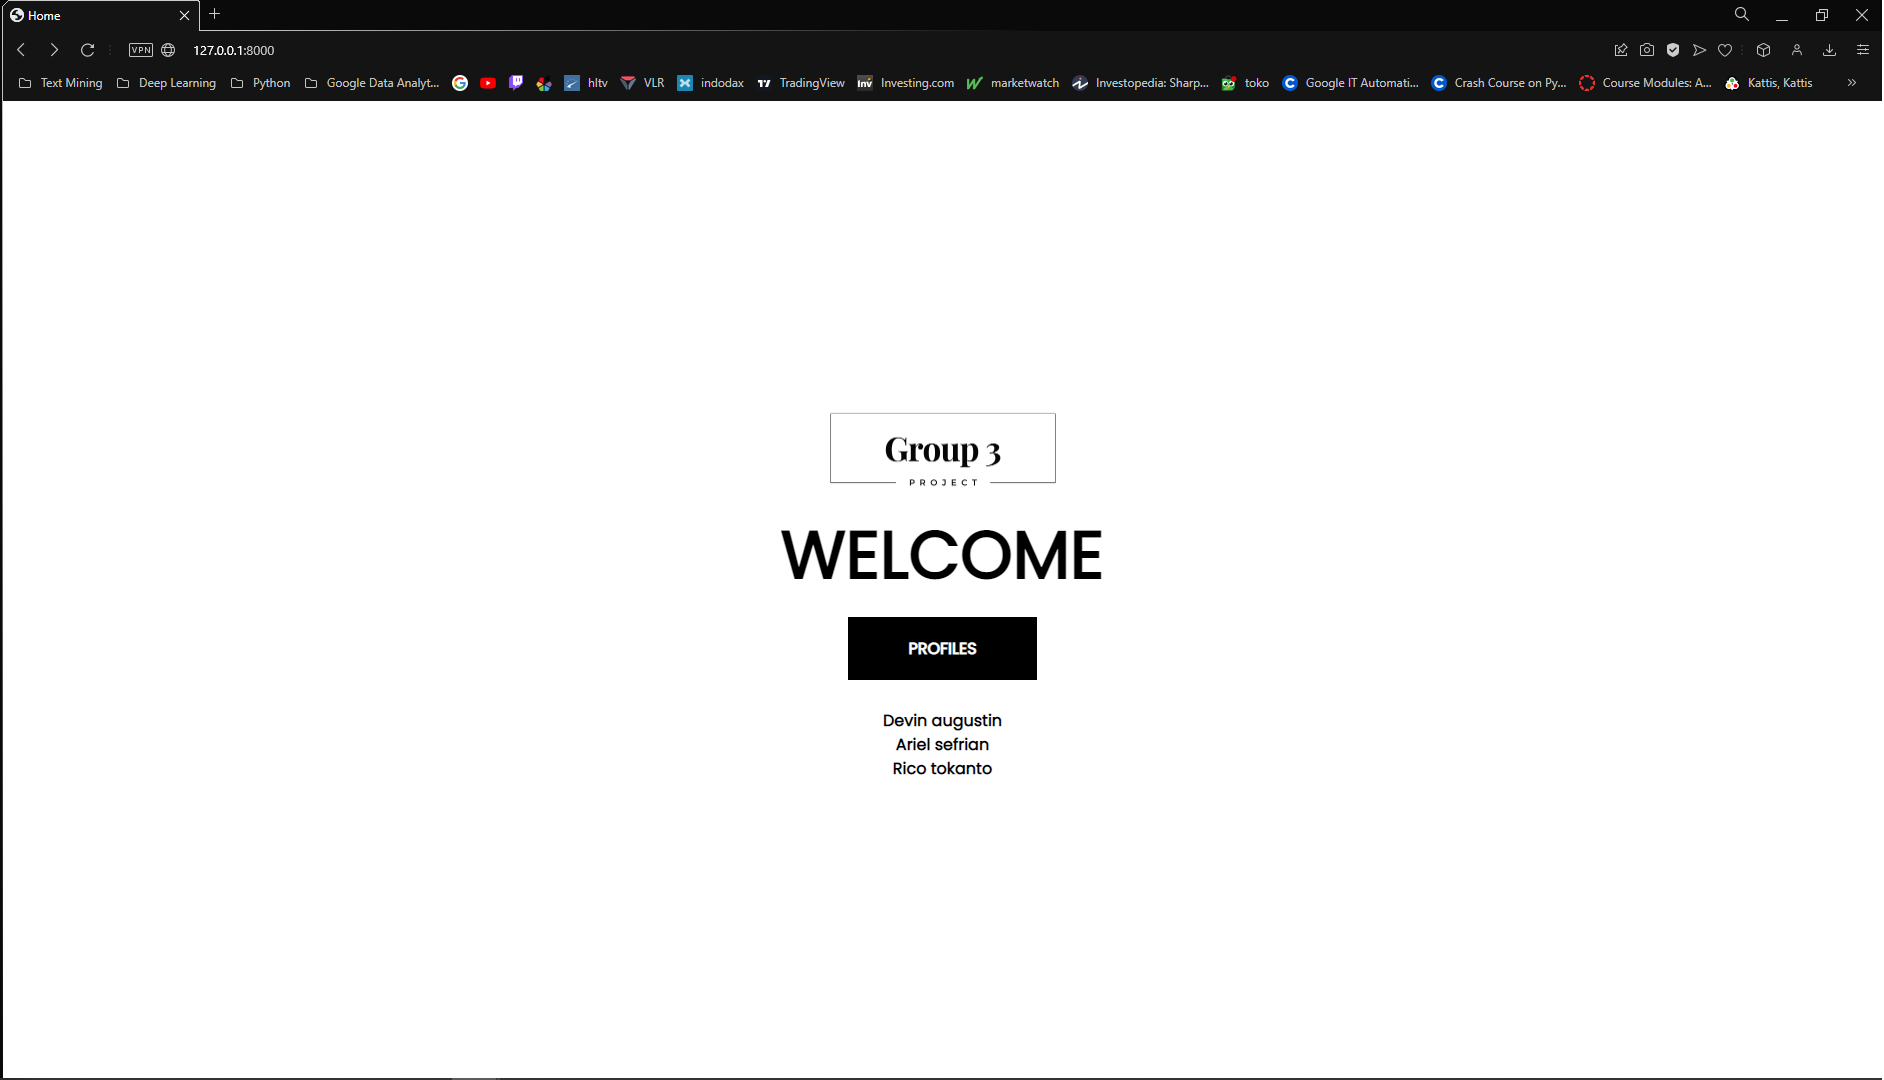 Home
VPN
127.0.0.1:8000
Text Mining Deep Learning Python Google Data Analyt... hltv VLR indodax TradingView Inv Investing.com marketwatch Investopedia: Sharp... toko Google IT Automati... Crash Course on Py... Course Modules: A... Kattis, Kattis
Group 3
PROJECT
WELCOME
PROFILES
Devin augustin
Ariel sefrian
Rico tokanto